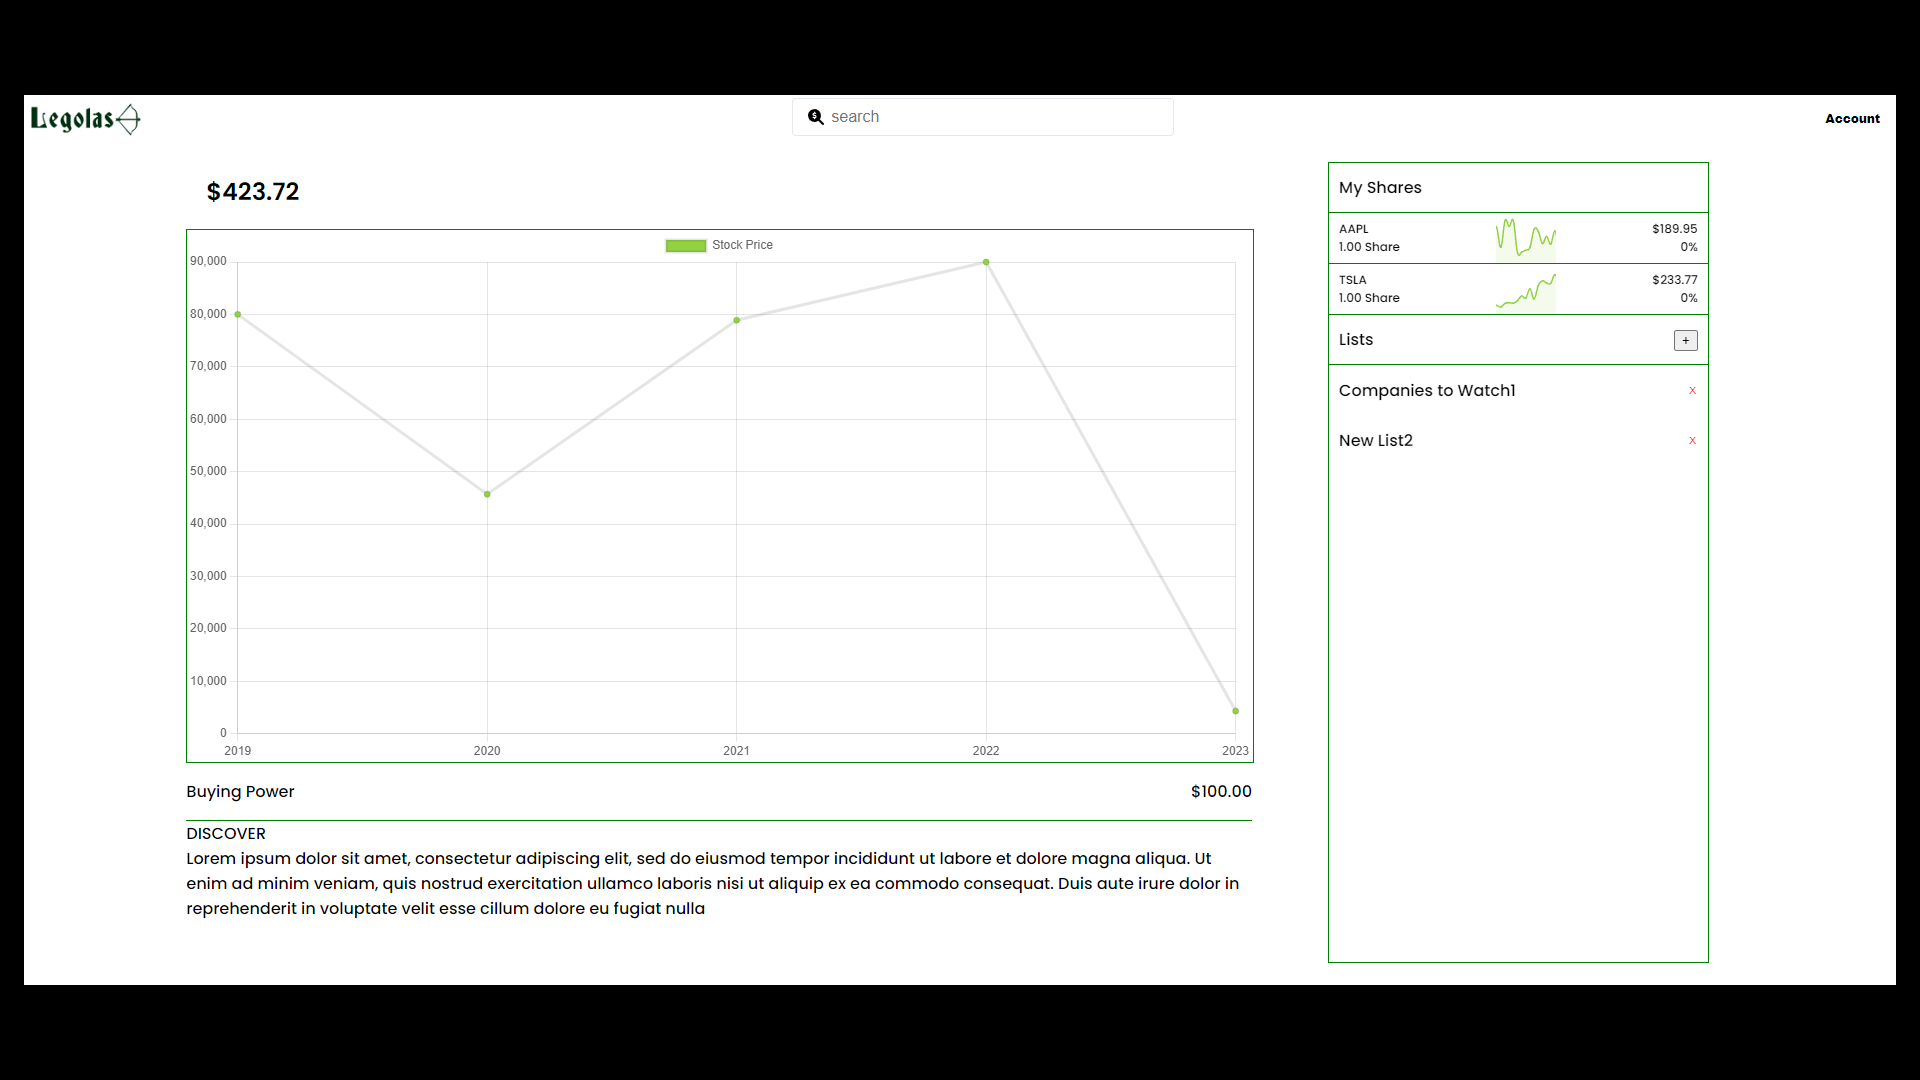 Legolas
search
Account
$423.72
Stock Price
90,000
80,000
70,000
60,000
50,000
40,000
30,000
20,000
10,000
0
2019 2020 2021 2022 2023
Buying Power $100.00
DISCOVER
Lorem ipsum dolor sit amet, consectetur adipiscing elit, sed do eiusmod tempor incididunt ut labore et dolore magna aliqua. Ut
enim ad minim veniam, quis nostrud exercitation ullamco laboris nisi ut aliquip ex ea commodo consequat. Duis aute irure dolor in
reprehenderit in voluptate velit esse cillum dolore eu fugiat nulla
My Shares
AAPL $189.95
1.00 Share 0%
TSLA $233.77
1.00 Share 0%
Lists +
Companies to Watch1 x
New List2 x